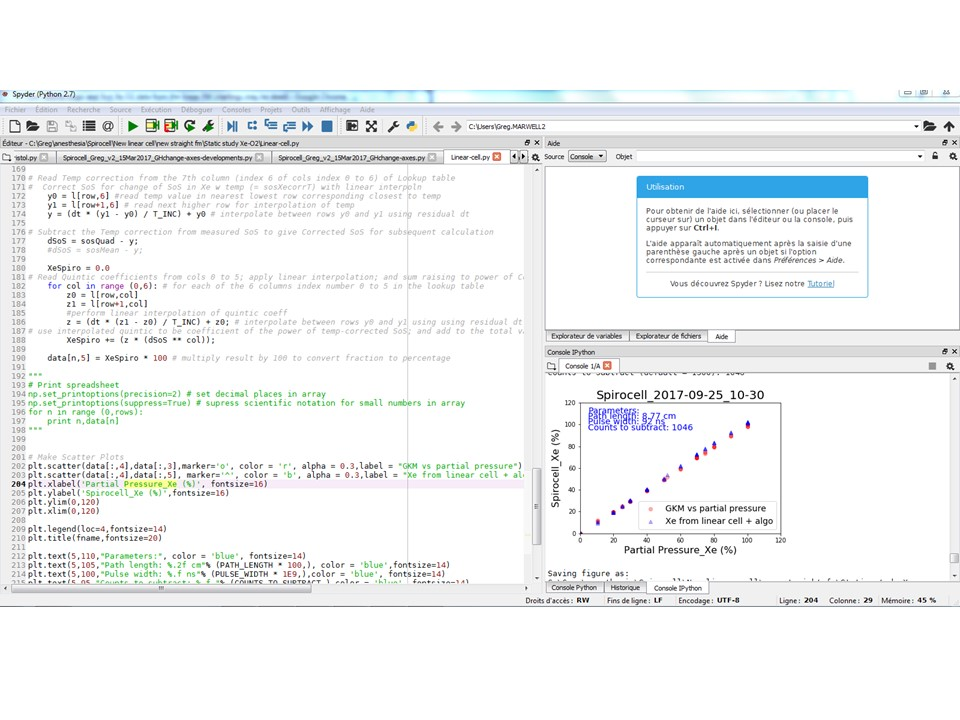 Spyder (Python 2.7)
Fichier Édition Recherche Source Exécution Déboguer Consoles Projets Outils Affichage Aide
C:\Users\Greg.MARWELL2
Éditeur - C:\Greg\anesthesia\Spirocell\New linear cell\new straight fm\Static study Xe-O2\Linear-cell.py
istol.py
Spirocell_Greg_v2_15Mar2017_GHchange-axes-developments.py
Spirocell_Greg_v2_15Mar2017_GHchange-axes.py
Linear-cell.py
169
170 # Read Temp correction from the 7th column (index 6 of cols index 0 to 6) of Lookup table
171 # Correct SoS for change of SoS in Xe w temp (= sosXecorrT) with linear interpoln
172 y0 = l[row,6] #read temp value in nearest lowest row corresponding closest to temp
173 y1 = l[row+1,6] # read next higher row for interpolation of temp
174 y = (dt * (y1 - y0) / T_INC) + y0 # interpolate between rows y0 and y1 using residual dt
175
176 # Subtract the Temp correction from measured SoS to give Corrected SoS for subsequent calculation
177 dSoS = sosQuad - y;
178 #dSoS = sosMean - y;
179
180 XeSpiro = 0.0
181 # Read Quintic coefficients from cols 0 to 5; apply linear interpolation; and sum raising to power of C
182 for col in range (0,6): # for each of the 6 columns index number 0 to 5 in the lookup table
183 z0 = l[row,col]
184 z1 = l[row+1,col]
185 #perform linear interpolation of quintic coeff
186 z = (dt * (z1 - z0) / T_INC) + z0; # interpolate between rows y0 and y1 using using residual dt
187 # use interpolated quintic to be coefficient of the power of temp-corrected SoS; and add to the total v
188 XeSpiro += (z * (dSoS ** col));
189
190 data[n,5] = XeSpiro * 100 # multiply result by 100 to convert fraction to percentage
191
192 """
193 # Print spreadsheet
194 np.set_printoptions(precision=2) # set decimal places in array
195 np.set_printoptions(suppress=True) # supress scientific notation for small numbers in array
196 for n in range (0,rows):
197 print n,data[n]
198 """
199
200
201 # Make Scatter Plots
202 plt.scatter(data[:,4],data[:,3],marker='o', color = 'r', alpha = 0.3,label = "GKM vs partial pressure")
203 plt.scatter(data[:,4],data[:,5], marker='^', color = 'b', alpha = 0.3,label = "Xe from linear cell + alg
204 plt.xlabel('Partial Pressure_Xe (%)', fontsize=16)
205 plt.ylabel('Spirocell_Xe (%)',fontsize=16)
206 plt.ylim(0,120)
207 plt.xlim(0,120)
208
209 plt.legend(loc=4,fontsize=14)
210 plt.title(fname,fontsize=20)
211
212 plt.text(5,110,"Parameters:", color = 'blue', fontsize=14)
213 plt.text(5,105,"Path length: %.2f cm"% (PATH_LENGTH * 100,), color = 'blue',fontsize=14)
214 plt.text(5,100,"Pulse width: %.f ns"% (PULSE_WIDTH * 1E9,),color = 'blue', fontsize=14)
215 plt.text(5,95,"Counts to subtract: %.f "% (COUNTS_TO_SUBTRACT,), color = 'blue', fontsize=14)
Aide
Source Console Objet
Utilisation
Pour obtenir de l'aide ici, sélectionner (ou placer le
curseur sur) un objet dans l'éditeur ou la console, puis
appuyer sur Ctrl+I.
L'aide apparaît automatiquement après la saisie d'une
parenthèse gauche après un objet si l'option
correspondante est activée dans Préférences > Aide.
Vous découvrez Spyder ? Lisez notre Tutoriel
Explorateur de variables Explorateur de fichiers Aide
Console IPython
Console 1/A
Counts to subtract (default = 1500): 1046
Spirocell_2017-09-25_10-30
Parameters:
Path length: 8.77 cm
Pulse width: 92 ns
Counts to subtract: 1046
Spirocell_Xe (%)
120
100
80
60
40
20
0
GKM vs partial pressure
Xe from linear cell + algo
0 20 40 60 80 100 120
Partial Pressure_Xe (%)
Saving figure as:
Console Python Historique Console IPython
Droits d'accès : RW Fins de ligne : LF Encodage : UTF-8 Ligne : 204 Colonne : 29 Mémoire : 45 %